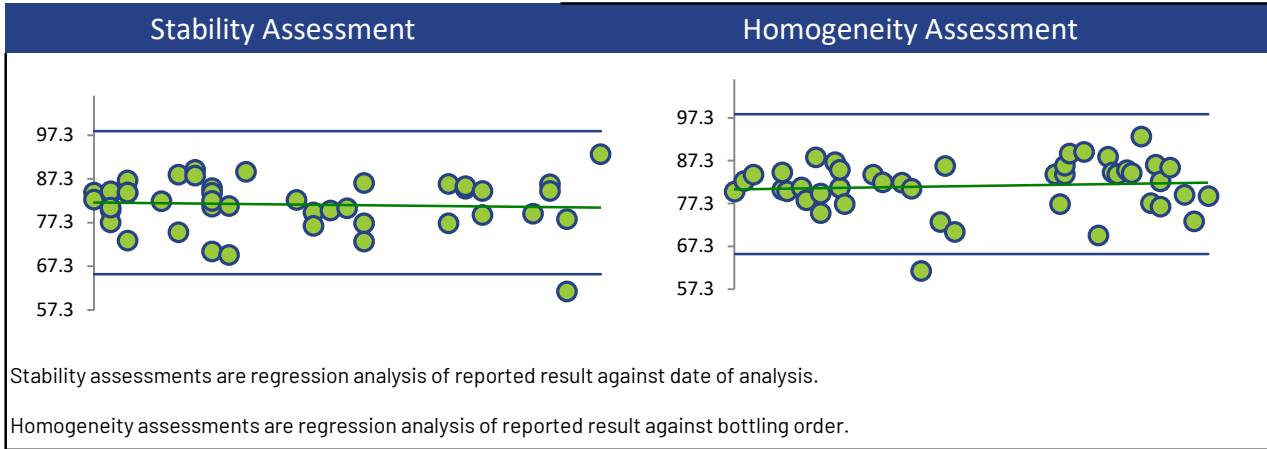 Stability Assessment
Homogeneity Assessment
97.3
87.3
77.3
67.3
57.3
97.3
87.3
77.3
67.3
57.3
Stability assessments are regression analysis of reported result against date of analysis.
Homogeneity assessments are regression analysis of reported result against bottling order.